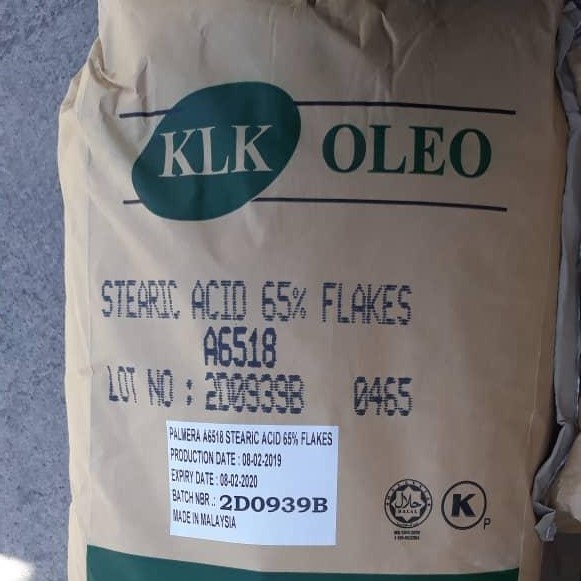 KLK OLEO
STEARIC ACID 65% FLAKES
A6518
LOT NO : 2D0939B 0465
PALMERA A6518 STEARIC ACID 65% FLAKES
PRODUCTION DATE : 08-02-2019
EXPIRY DATE : 08-02-2020
BATCH NBR.: 2D0939B
MADE IN MALAYSIA
حلال
HALAL
K
P